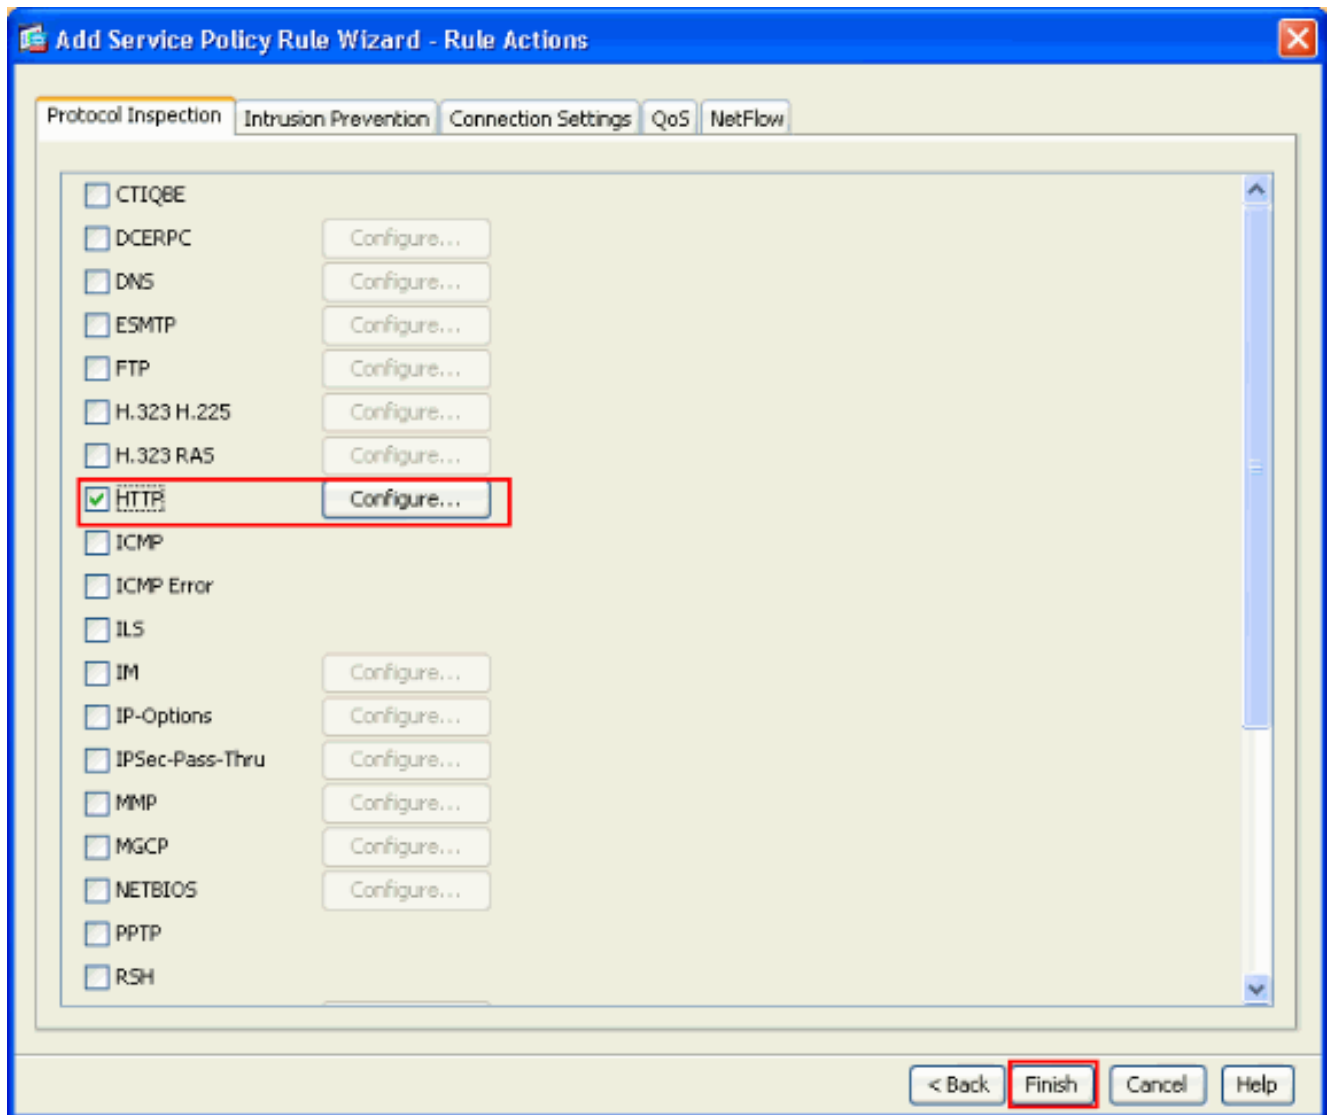 Add Service Policy Rule Wizard - Rule Actions
Protocol Inspection Intrusion Prevention Connection Settings QoS NetFlow
CTIQBE
DCERPC Configure...
DNS Configure...
ESMTP Configure...
FTP Configure...
H.323 H.225 Configure...
H.323 RAS Configure...
HTTP Configure...
ICMP
ICMP Error
ILS
IM Configure...
IP-Options Configure...
IPSec-Pass-Thru Configure...
MMP Configure...
MGCP Configure...
NETBIOS Configure...
PPTP
RSH
< Back Finish Cancel Help